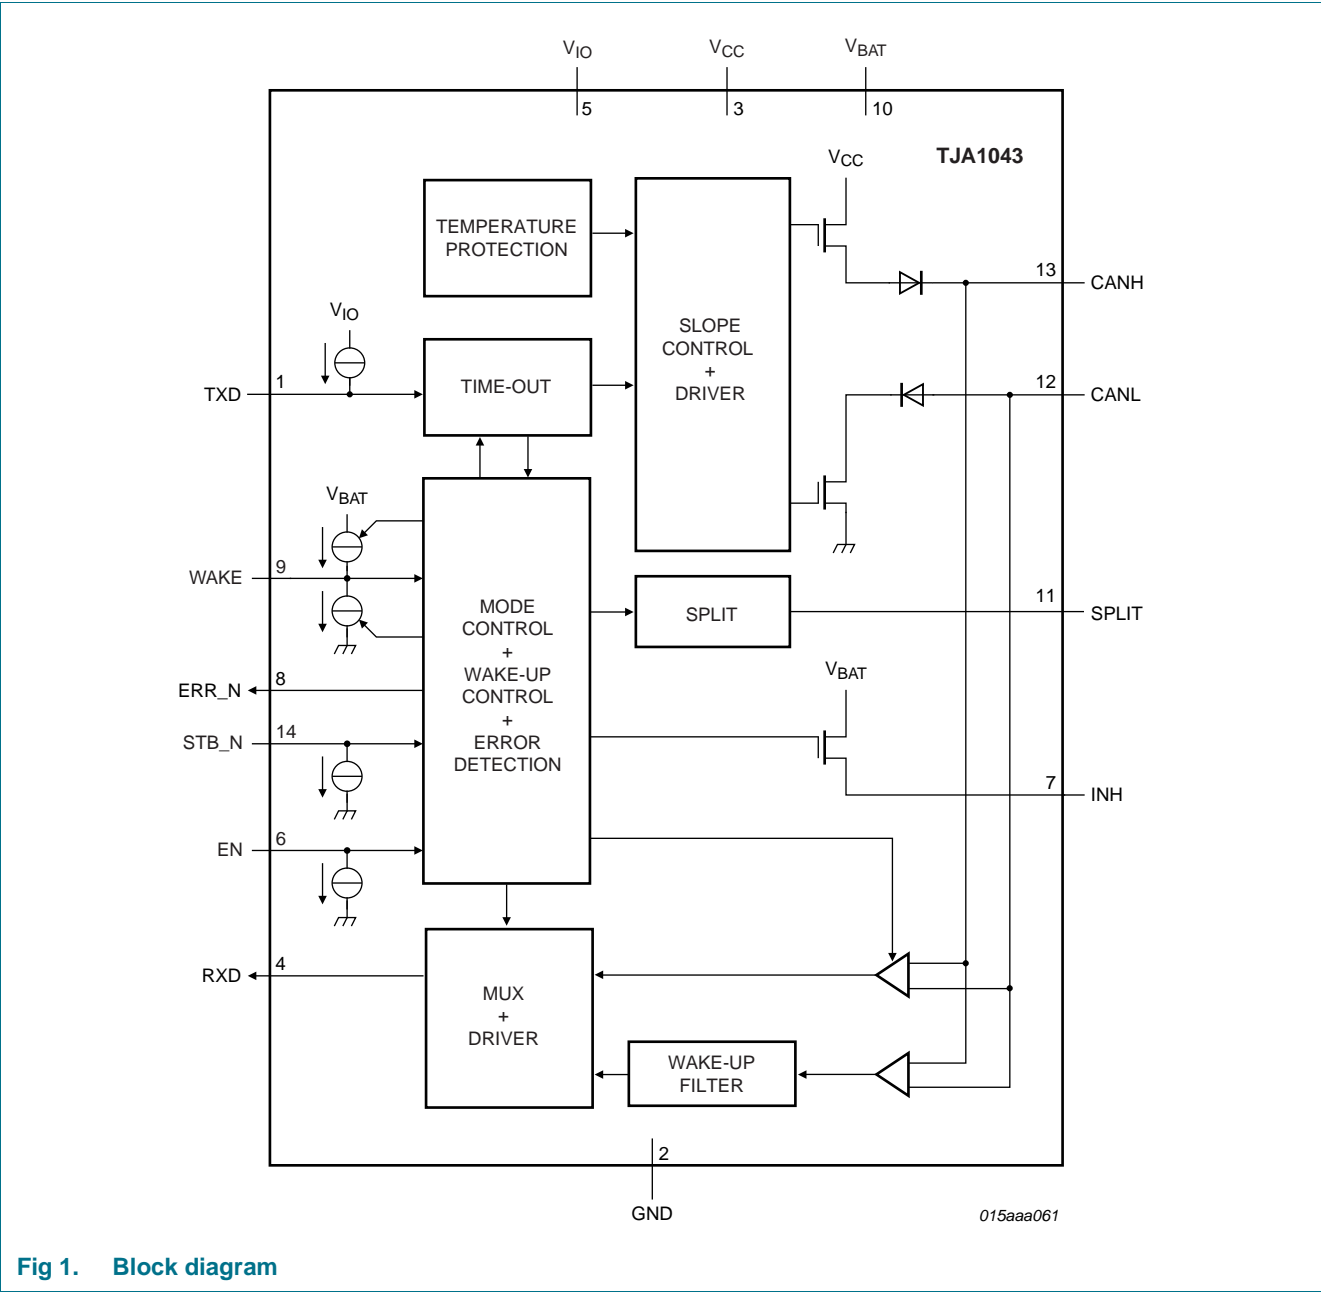 VIO
VCC
VBAT
5
3
10
TJA1043
VCC
TEMPERATURE
PROTECTION
13
CANH
VIO
SLOPE
CONTROL
+
DRIVER
TXD
1
TIME-OUT
12
CANL
VBAT
WAKE
9
MODE
CONTROL
+
WAKE-UP
CONTROL
+
ERROR
DETECTION
SPLIT
11
SPLIT
VBAT
ERR_N
8
STB_N
14
7
INH
EN
6
RXD
4
MUX
+
DRIVER
WAKE-UP
FILTER
2
GND
015aaa061
Fig 1. Block diagram